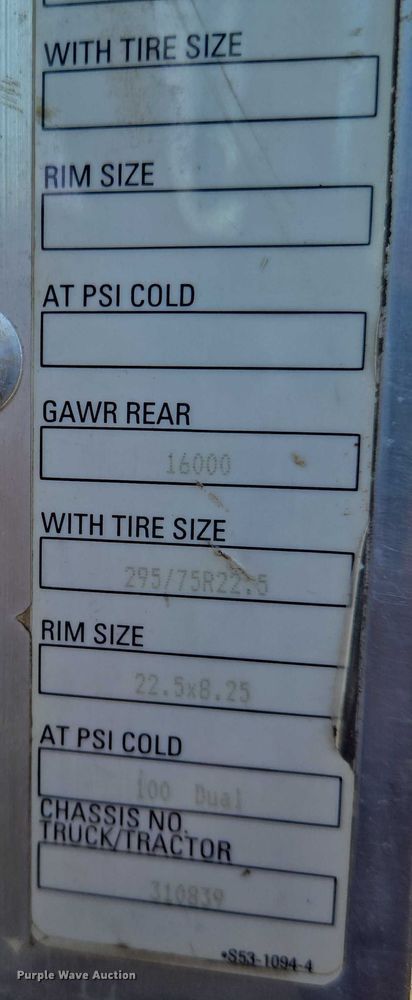 WITH TIRE SIZE
RIM SIZE
AT PSI COLD
GAWR REAR
16000
WITH TIRE SIZE
295/75R22.5
RIM SIZE
22.5x8.25
AT PSI COLD
100 Dual
CHASSIS NO.
TRUCK/TRACTOR
310839
•S53-1094-4
Purple Wave Auction